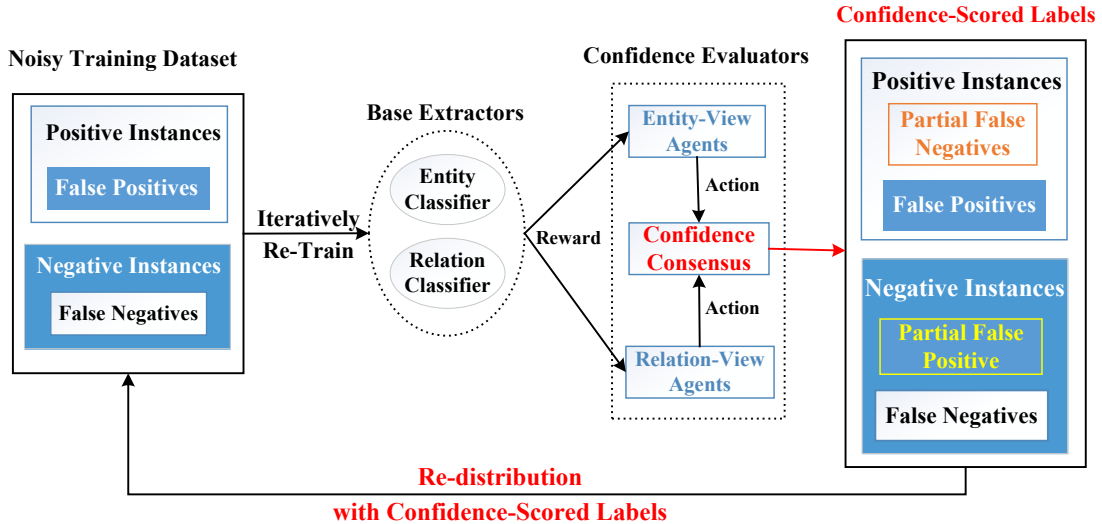 Noisy Training Dataset
Positive Instances
False Positives
Negative Instances
False Negatives
Iteratively
Re-Train
Base Extractors
Entity
Classifier
Relation
Classifier
Reward
Confidence Evaluators
Entity-View
Agents
Action
Confidence
Consensus
Action
Relation-View
Agents
Confidence-Scored Labels
Positive Instances
Partial False
Negatives
False Positives
Negative Instances
Partial False
Positive
False Negatives
Re-distribution
with Confidence-Scored Labels